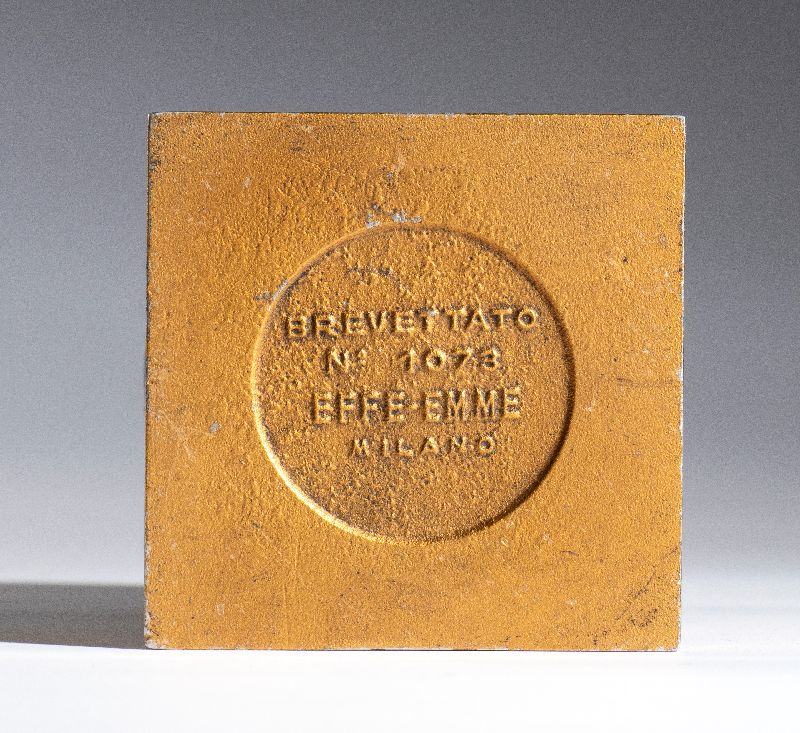 BREVETTATO
Nº 1073
EFFE-EMME
MILANO